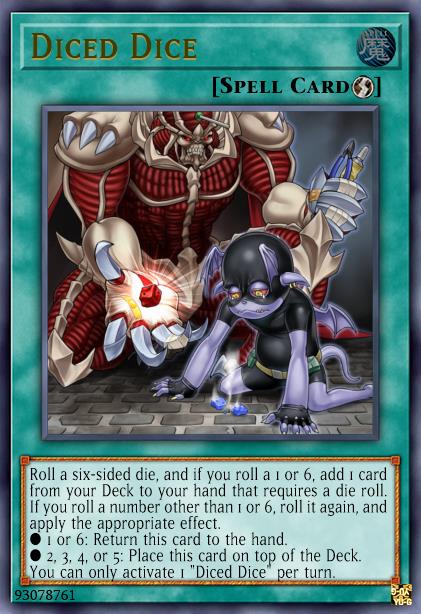 Diced Dice
魔
[Spell Card]
Roll a six-sided die, and if you roll a 1 or 6, add 1 card
from your Deck to your hand that requires a die roll.
If you roll a number other than 1 or 6, roll it again, and
apply the appropriate effect.
● 1 or 6: Return this card to the hand.
● 2, 3, 4, or 5: Place this card on top of the Deck.
You can only activate 1 "Diced Dice" per turn.
93078761